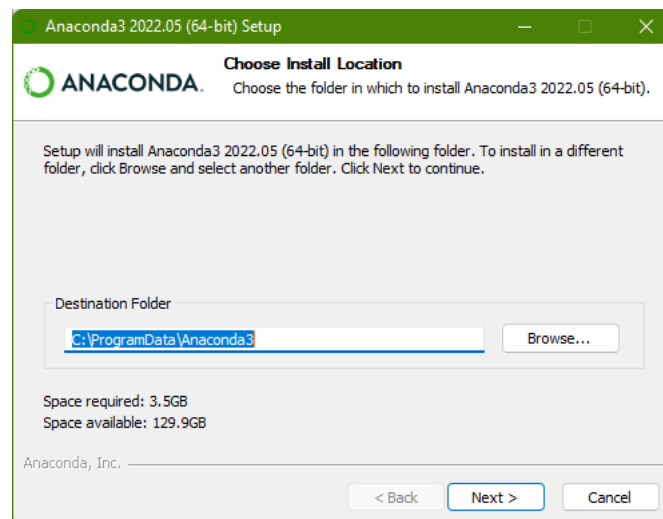 Anaconda3 2022.05 (64-bit) Setup
ANACONDA.
Choose Install Location
Choose the folder in which to install Anaconda3 2022.05 (64-bit).
Setup will install Anaconda3 2022.05 (64-bit) in the following folder. To install in a different
folder, click Browse and select another folder. Click Next to continue.
Destination Folder
C:\ProgramData\Anaconda3
Browse...
Space required: 3.5GB
Space available: 129.9GB
Anaconda, Inc.
< Back
Next >
Cancel